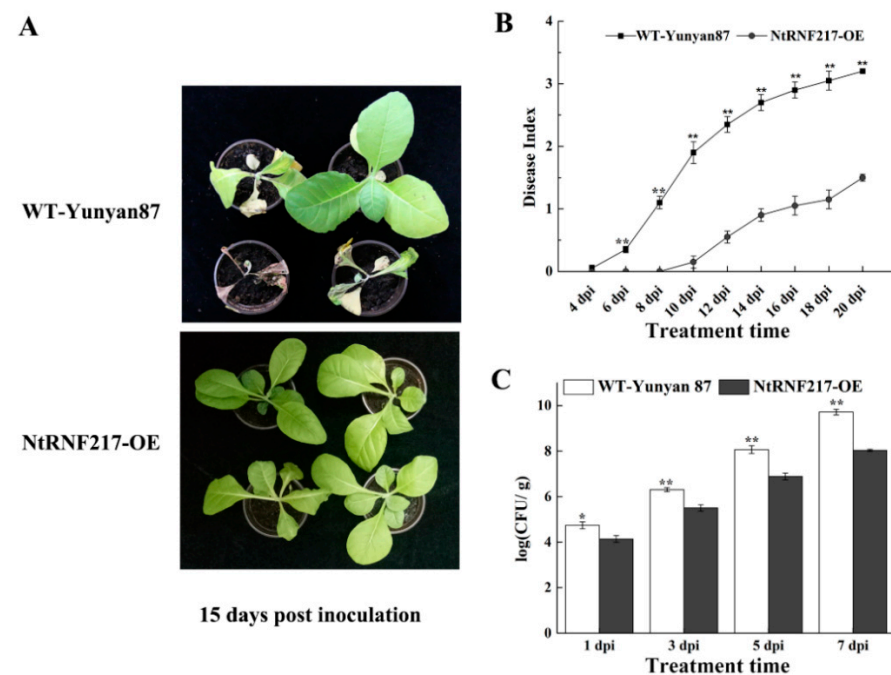 A
WT-Yunyan87
NtRNF217-OE
15 days post inoculation
B
WT-Yunyan87
NtRNF217-OE
Disease Index
4
3
2
1
0
**
**
**
**
**
**
**
**
4 dpi
6 dpi
8 dpi
10 dpi
12 dpi
14 dpi
16 dpi
18 dpi
20 dpi
Treatment time
C
WT-Yunyan 87
NtRNF217-OE
log(CFU/ g)
10
8
6
4
2
0
*
**
**
**
1 dpi
3 dpi
5 dpi
7 dpi
Treatment time